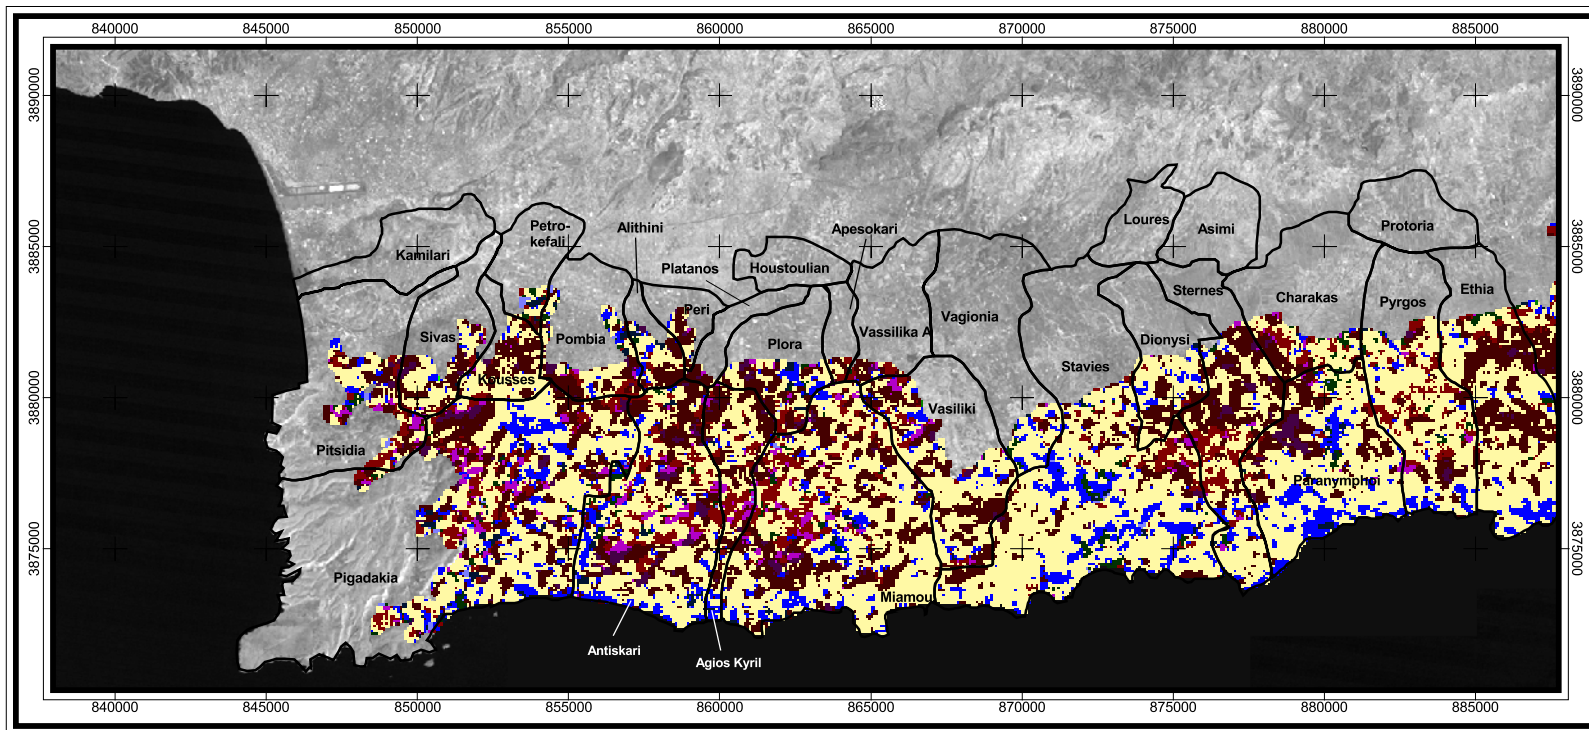 840000 845000 850000 855000 860000 865000 870000 875000 880000 885000
3890000
3885000
3880000
3875000
3890000
3885000
3880000
3875000
Kamilari
Petro-
kefali
Alithini
Apesokari
Loures
Asimi
Protoria
Platanos
Houstoulian
Peri
Sternes
Charakas
Pyrgos
Ethia
Sivas
Pombia
Plora
Vassilika A
Vagionia
Dionysi
Stavies
Kousses
Vasiliki
Pitsidia
Paranymphoi
Pigadakia
Miamou
Antiskari
Agios Kyril
840000 845000 850000 855000 860000 865000 870000 875000 880000 885000